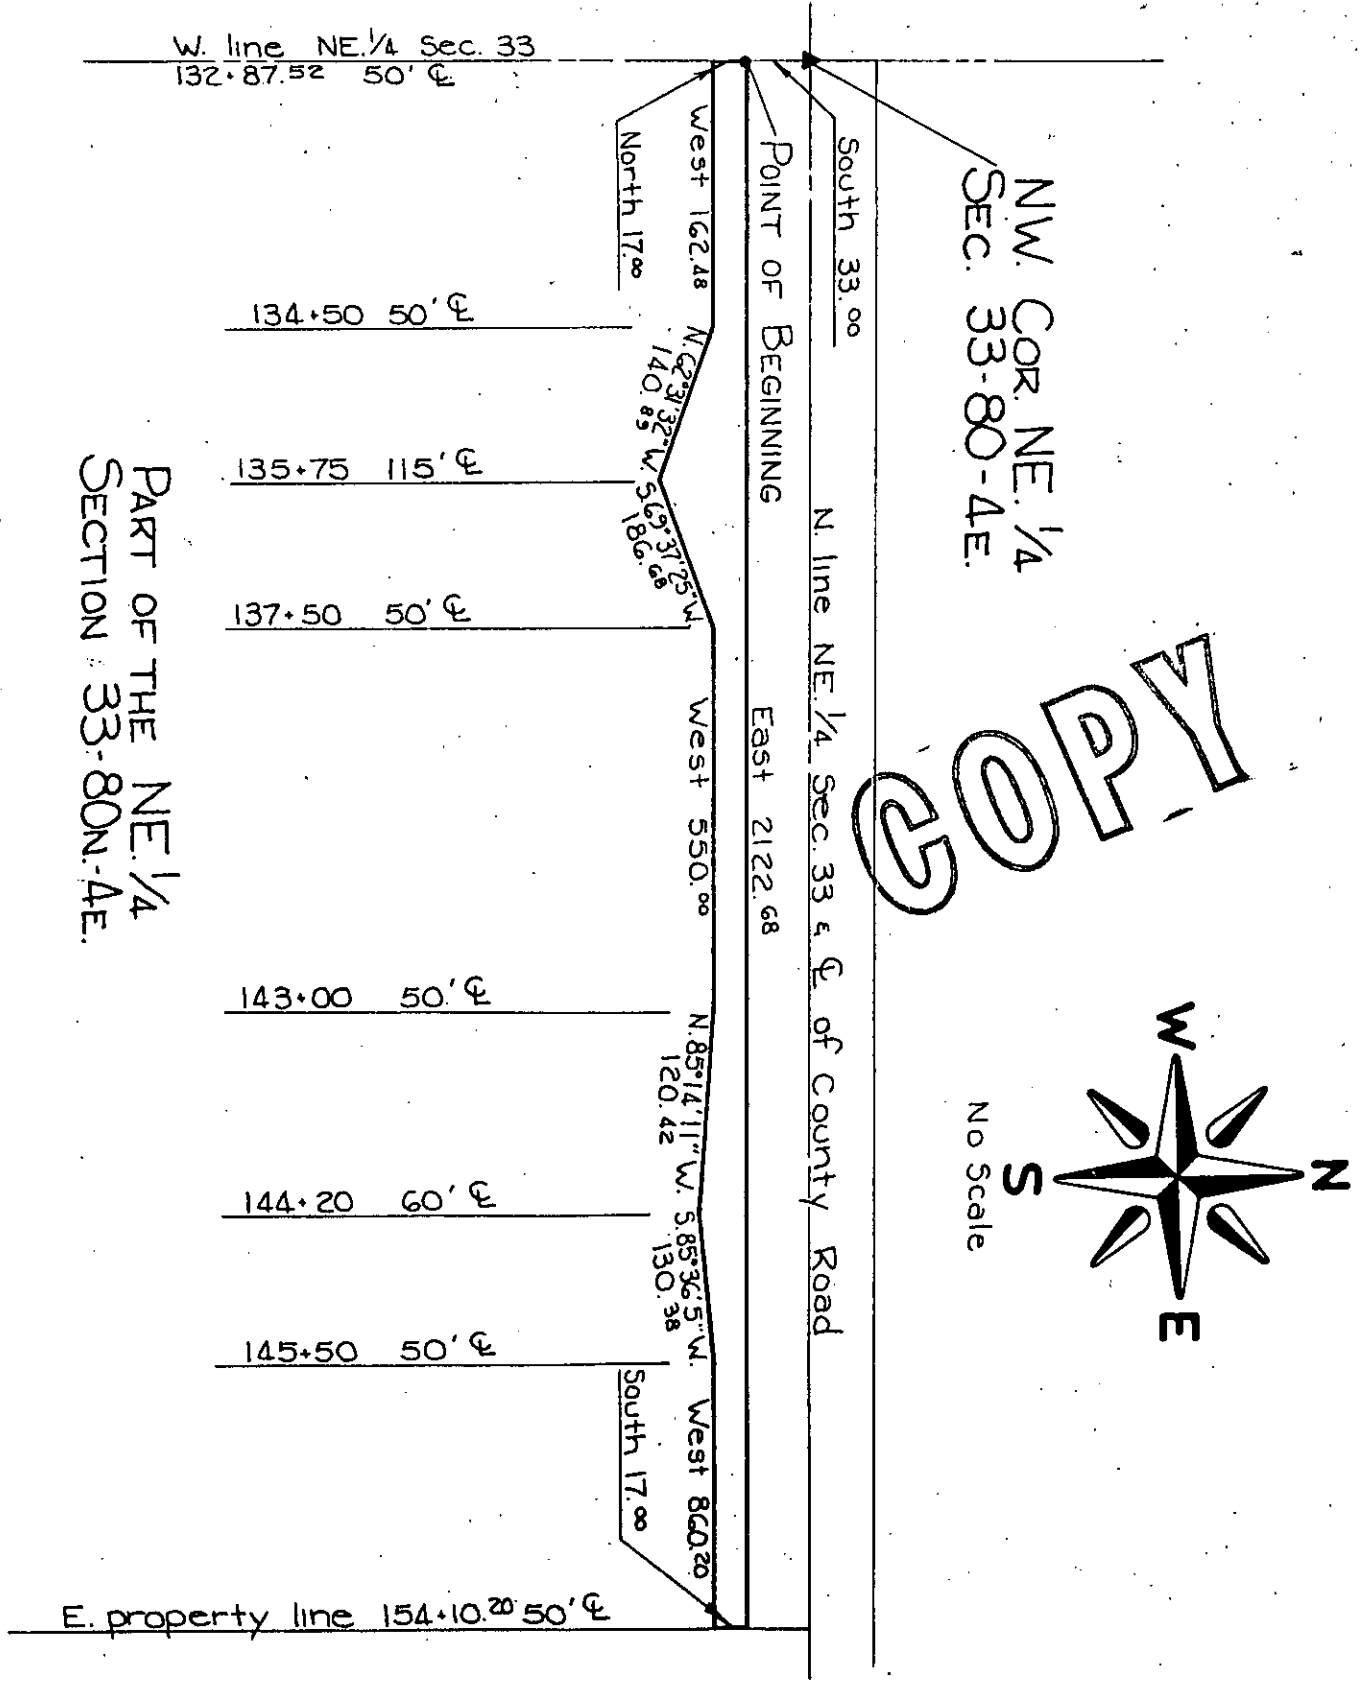 W. line NE.1/4 Sec. 33
132+87.52 50' ℄
NW. COR. NE. 1/4
SEC. 33-80-4E.
South 33.00
POINT OF BEGINNING
West 162.48
North 17.00
134+50 50' ℄
N.62°31'32"W.
140.89
135+75 115' ℄
S.69°37'25"W
186.68
137+50 50' ℄
N. line NE.1/4 Sec. 33 & ℄ of County Road
East 2122.68
West 550.00
COPY
PART OF THE NE.1/4
SECTION 33-80N.-4E.
143+00 50' ℄
N.85°14'11"W.
120.42
144+20 60' ℄
S.85°36'5"W.
130.38
145+50 50' ℄
West 860.20
South 17.00
E. property line 154+10.20 50' ℄
W
N
S
E
No Scale